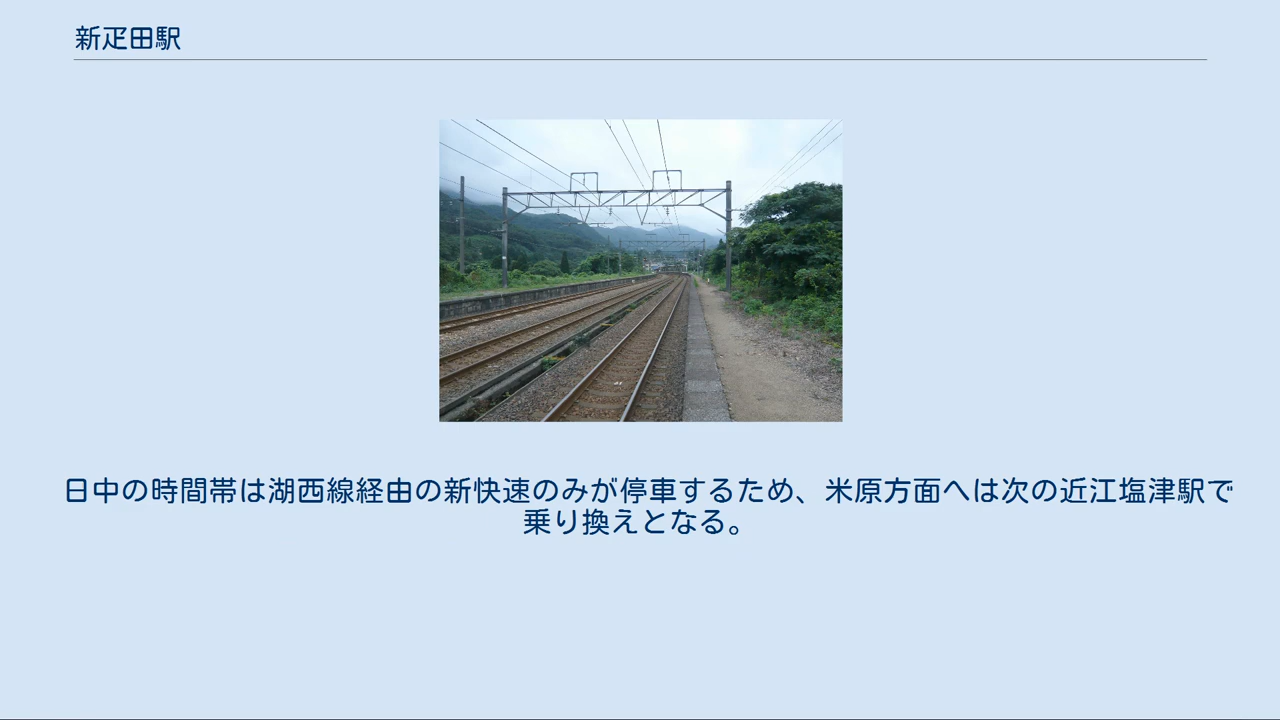 新疋田駅
日中の時間帯は湖西線経由の新快速のみが停車するため、米原方面へは次の近江塩津駅で
乗り換えとなる。